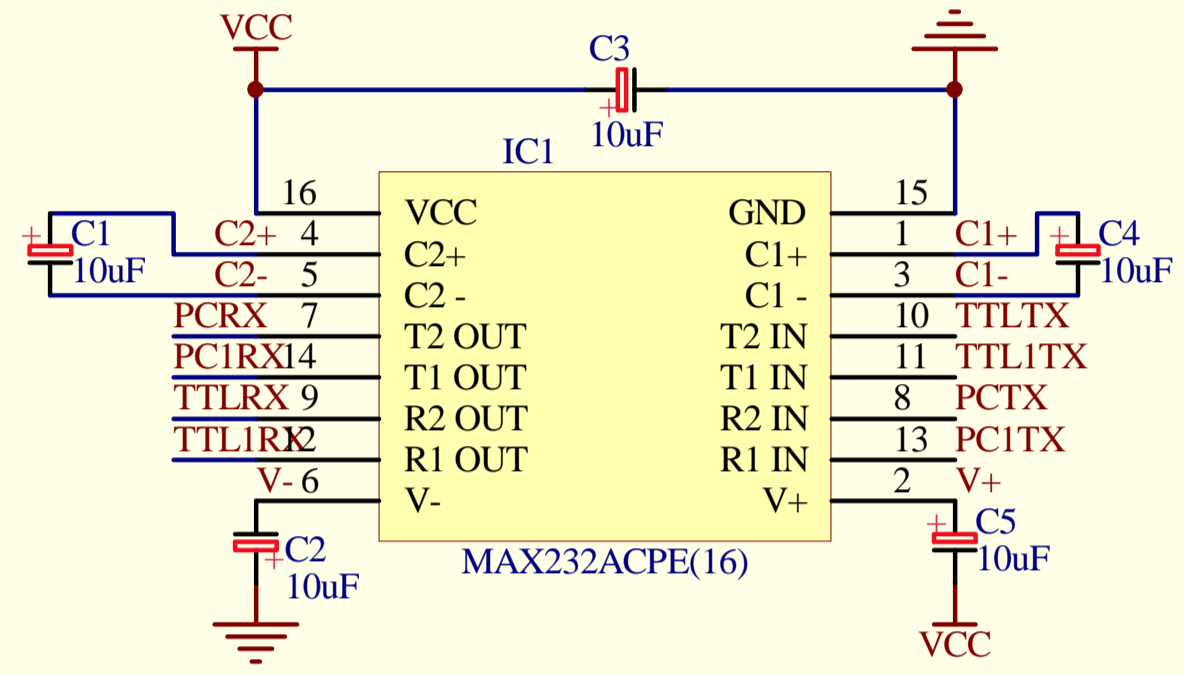 VCC
C3
+
10uF
IC1
16 VCC GND 15
+ C1 C2+ 4 C2+ C1+ 1 C1+ + C4
10uF C2- 5 C2 - C1 - 3 C1- 10uF
PCRX 7 T2 OUT T2 IN 10 TTLTX
PC1RX 14 T1 OUT T1 IN 11 TTL1TX
TTLRX 9 R2 OUT R2 IN 8 PCTX
TTL1RX 12 R1 OUT R1 IN 13 PC1TX
V- 6 V- V+ 2 V+
C2
+
10uF
MAX232ACPE(16)
+ C5
10uF
VCC